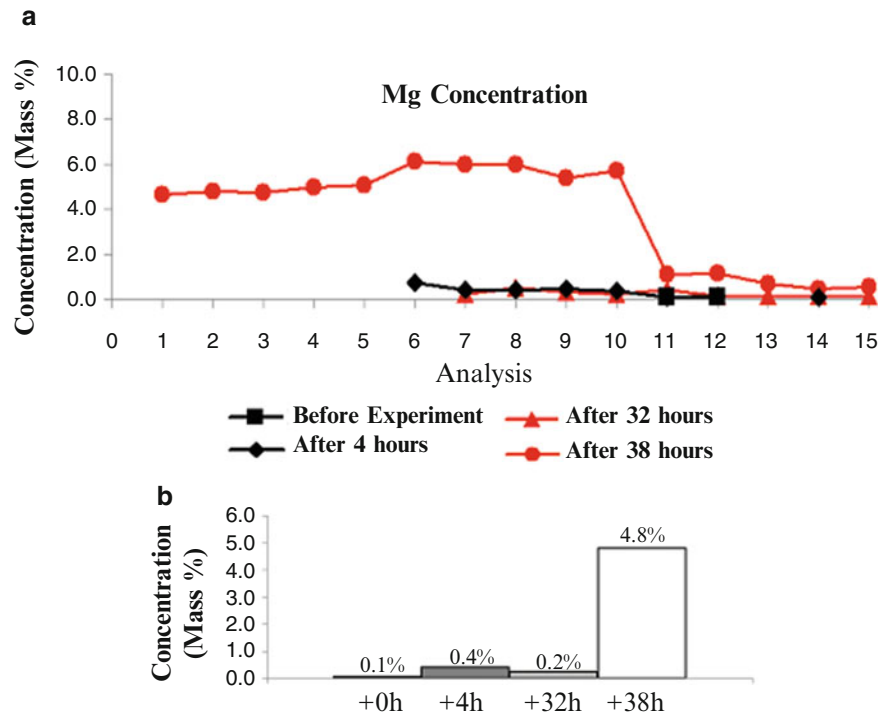 a
Concentration (Mass %)
10.0
8.0
6.0
4.0
2.0
0.0
Mg Concentration
0 1 2 3 4 5 6 7 8 9 10 11 12 13 14 15
Analysis
Before Experiment
After 32 hours
After 4 hours
After 38 hours
b
Concentration
(Mass %)
6.0
5.0
4.0
3.0
2.0
1.0
0.0
0.1%
0.4%
0.2%
4.8%
+0h +4h +32h +38h